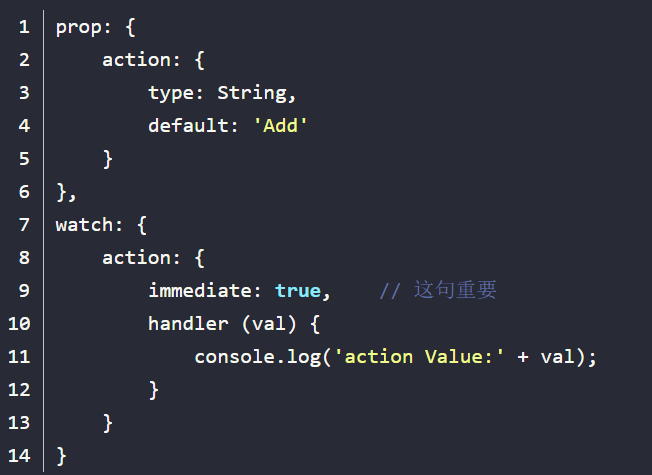 1 prop: {
2     action: {
3         type: String,
4         default: 'Add'
5     }
6 },
7 watch: {
8     action: {
9         immediate: true,    // 这句重要
10         handler (val) {
11             console.log('action Value:' + val);
12         }
13     }
14 }